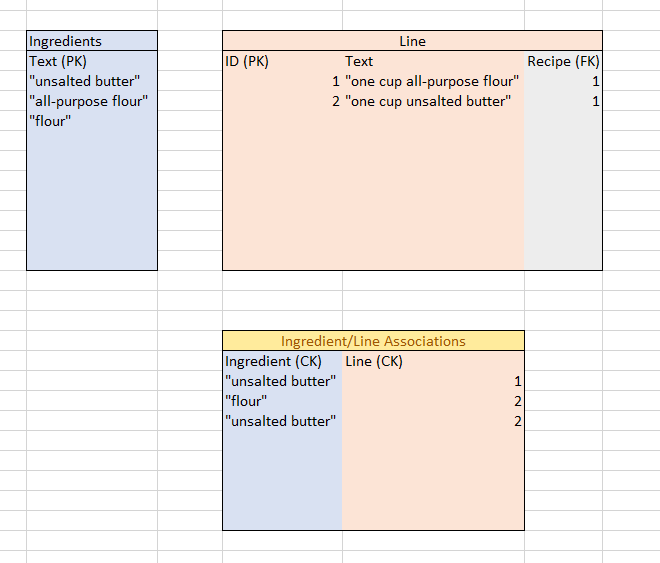 Ingredients
Line
Text (PK)
ID (PK) Text Recipe (FK)
"unsalted butter"
1 "one cup all-purpose flour" 1
"all-purpose flour"
2 "one cup unsalted butter" 1
"flour"
Ingredient/Line Associations
Ingredient (CK) Line (CK)
"unsalted butter" 1
"flour" 2
"unsalted butter" 2